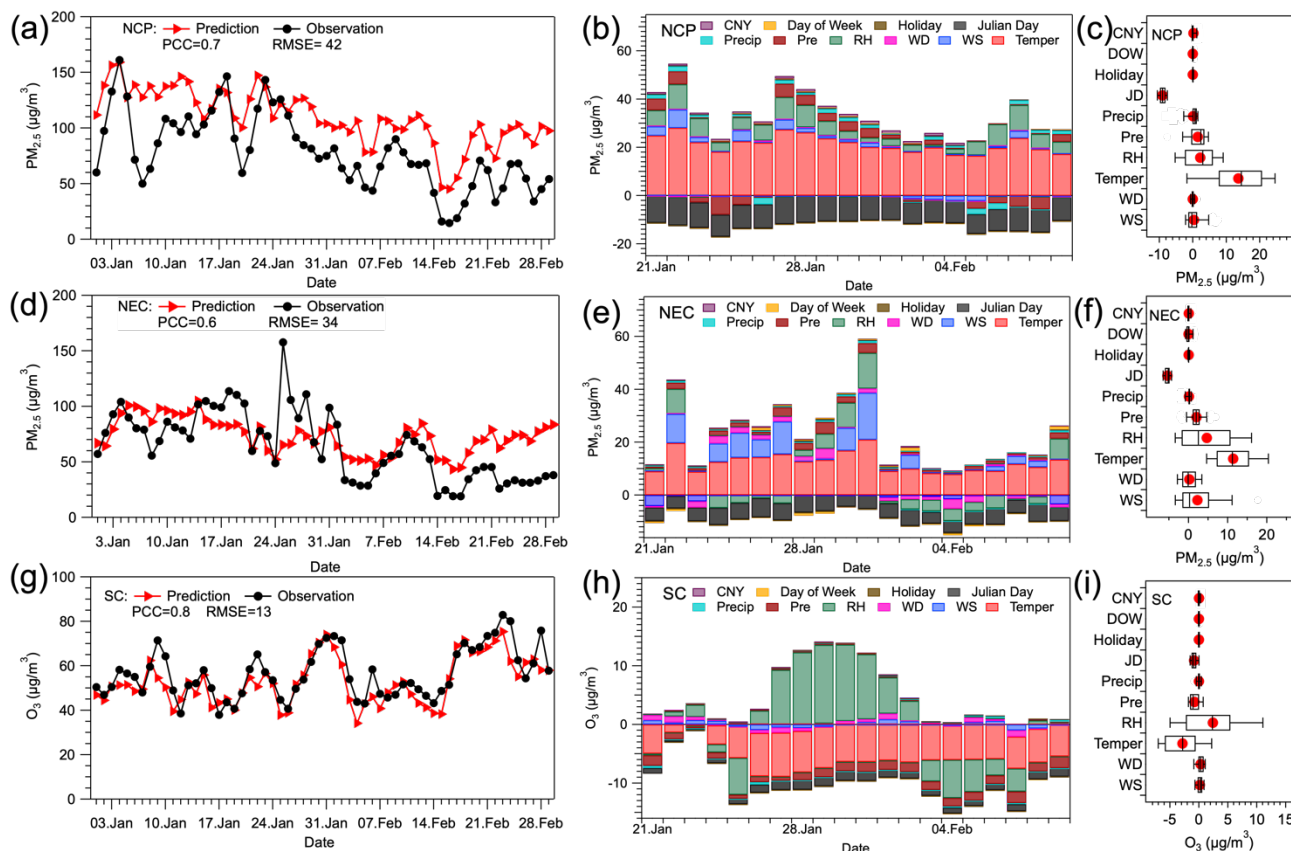 (a)
NCP: Prediction Observation
PCC=0.7 RMSE= 42
200
150
100
50
0
PM2.5 (µg/m³)
03.Jan 10.Jan 17.Jan 24.Jan 31.Jan 07.Feb 14.Feb 21.Feb 28.Feb
Date
(b)
NCP
CNY Day of Week Holiday Julian Day
Precip Pre RH WD WS Temper
60
40
20
0
-20
PM2.5 (µg/m³)
21.Jan 28.Jan 04.Feb
Date
(c)
NCP
CNY
DOW
Holiday
JD
Precip
Pre
RH
Temper
WD
WS
-10 0 10 20
PM2.5 (µg/m³)
(d)
NEC: Prediction Observation
PCC=0.6 RMSE= 34
200
150
100
50
0
PM2.5 (µg/m³)
3.Jan 10.Jan 17.Jan 24.Jan 31.Jan 7.Feb 14.Feb 21.Feb 28.Feb
Date
(e)
NEC
CNY Day of Week Holiday Julian Day
Precip Pre RH WD WS Temper
60
40
20
0
PM2.5 (µg/m³)
21.Jan 28.Jan 04.Feb
Date
(f)
NEC
CNY
DOW
Holiday
JD
Precip
Pre
RH
Temper
WD
WS
0 10 20
PM2.5 (µg/m³)
(g)
SC: Prediction Observation
PCC=0.8 RMSE=13
100
80
60
40
20
0
O3 (µg/m³)
03.Jan 10.Jan 17.Jan 24.Jan 31.Jan 07.Feb 14.Feb 21.Feb 28.Feb
Date
(h)
SC
CNY Day of Week Holiday Julian Day
Precip Pre RH WD WS Temper
20
10
0
-10
O3 (µg/m³)
21.Jan 28.Jan 04.Feb
Date
(i)
SC
CNY
DOW
Holiday
JD
Precip
Pre
RH
Temper
WD
WS
-5 0 5 10 15
O3 (µg/m³)